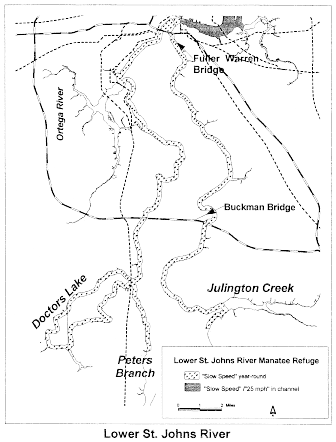 Fuller Warren
Bridge
Ortega River
Buckman Bridge
Doctors Lake
Julington Creek
Peters
Branch
Lower St. Johns River Manatee Refuge
"Slow Speed" year-round
"Slow Speed" ("25 mph" in channel)
1 0 1 2 Miles
Lower St. Johns River